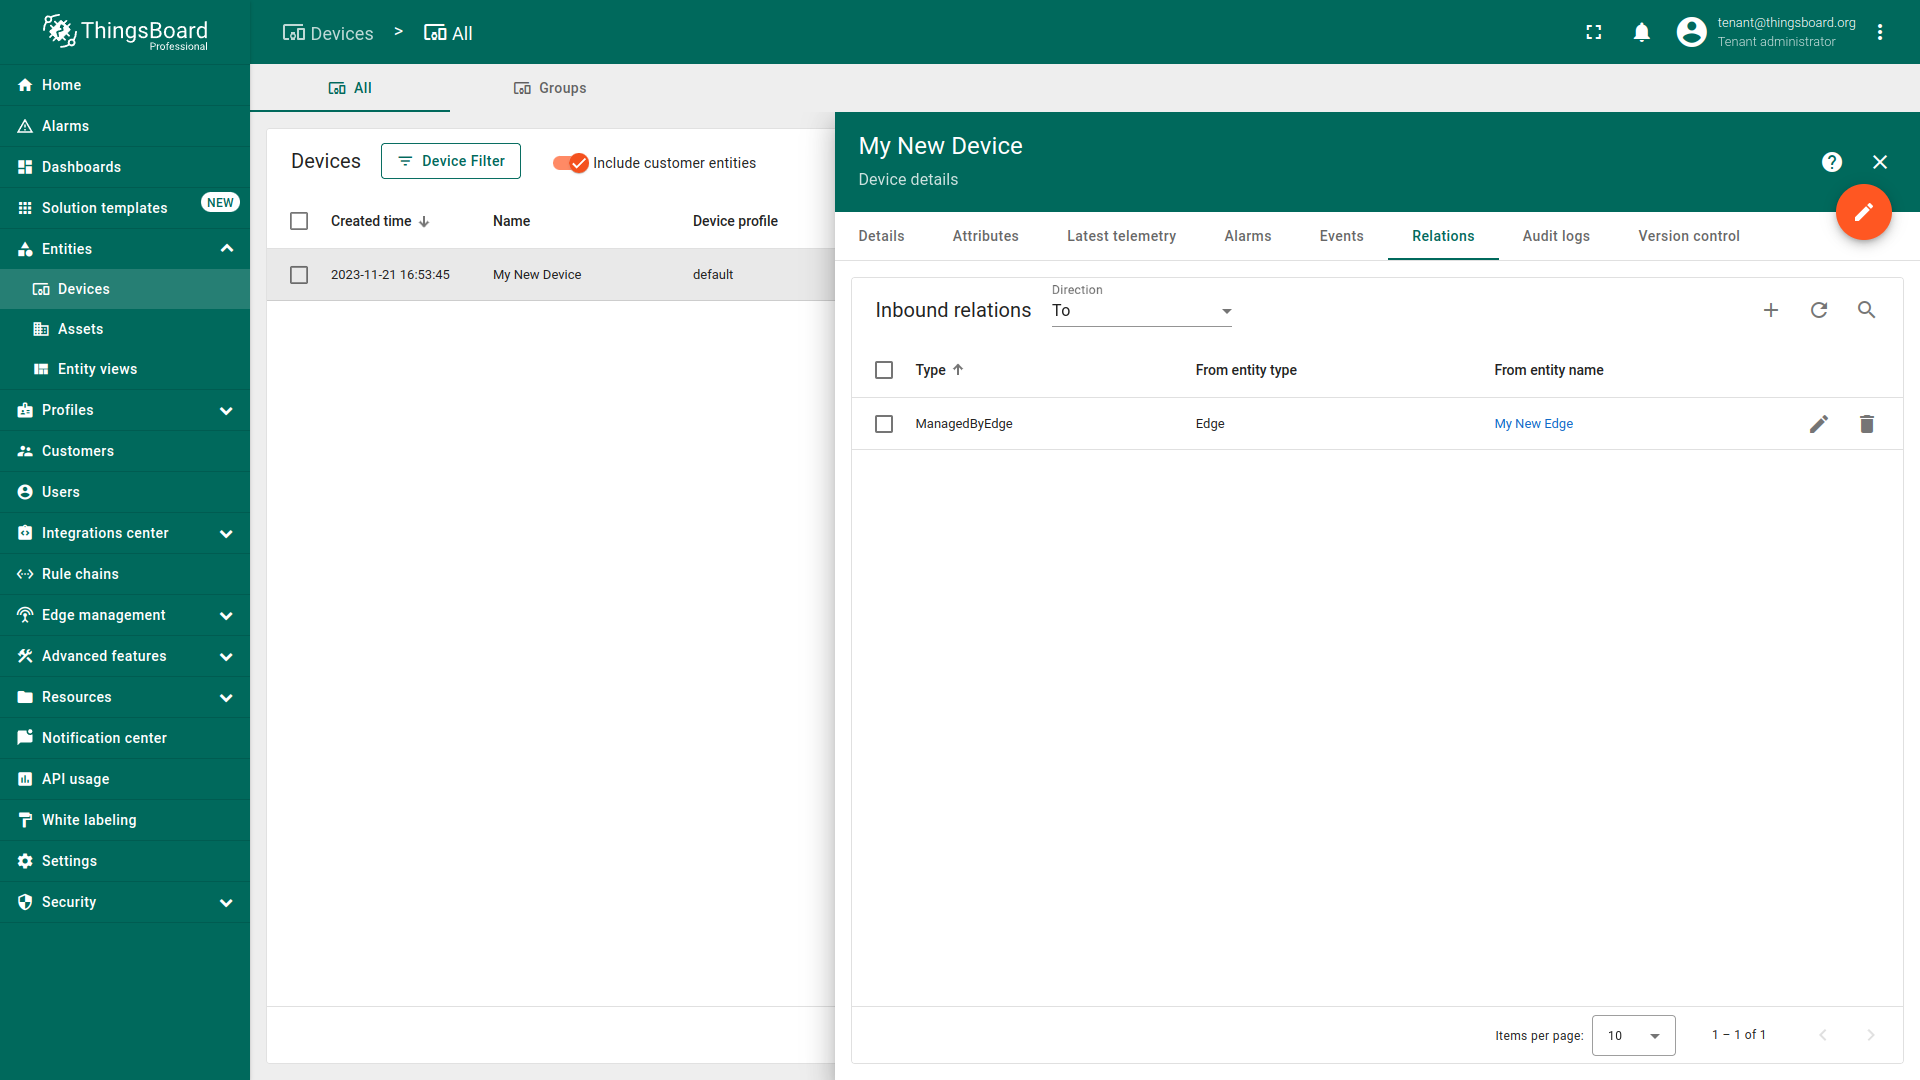 ThingsBoard
Professional
Devices > All
tenant@thingsboard.org
Tenant administrator
Home
Alarms
Dashboards
Solution templates NEW
Entities
Devices
Assets
Entity views
Profiles
Customers
Users
Integrations center
Rule chains
Edge management
Advanced features
Resources
Notification center
API usage
White labeling
Settings
Security
All Groups
Devices Device Filter Include customer entities
Created time Name Device profile
2023-11-21 16:53:45 My New Device default
My New Device
Device details
Details Attributes Latest telemetry Alarms Events Relations Audit logs Version control
Direction
Inbound relations To
Type From entity type From entity name
ManagedByEdge Edge My New Edge
Items per page: 10 1 – 1 of 1